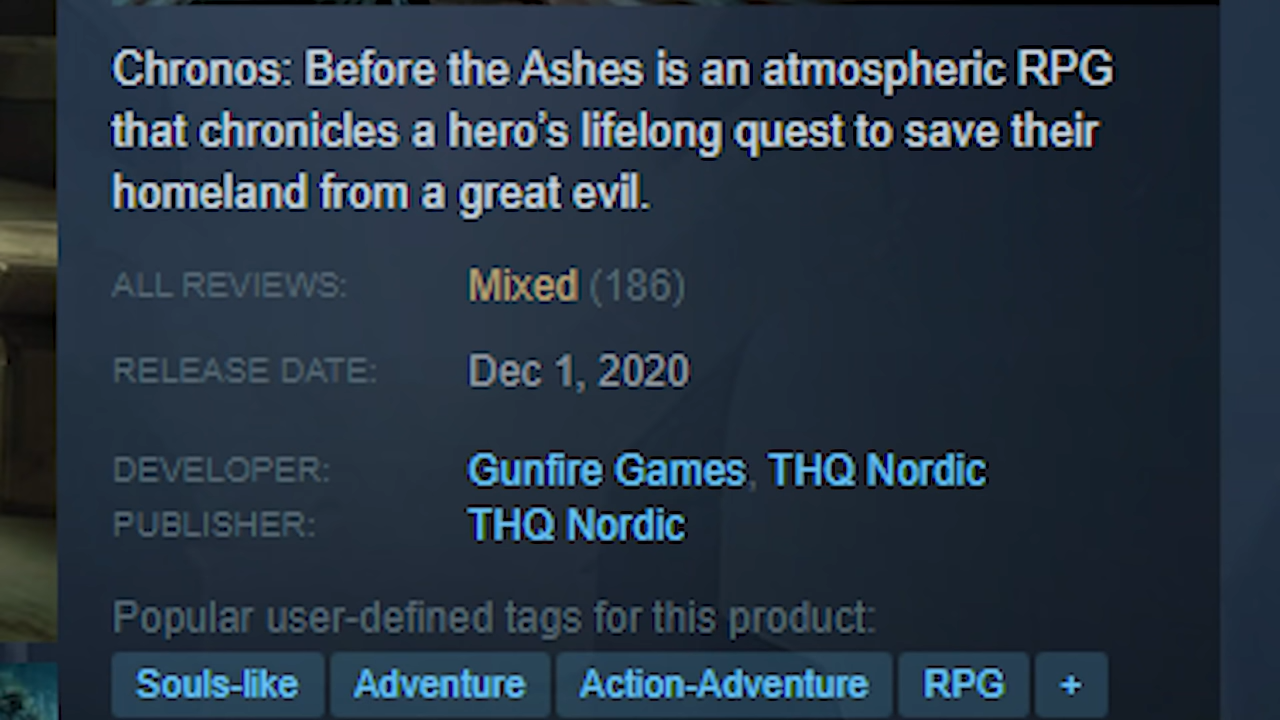 Chronos: Before the Ashes is an atmospheric RPG
that chronicles a hero's lifelong quest to save their
homeland from a great evil.
ALL REVIEWS: Mixed (186)
RELEASE DATE: Dec 1, 2020
DEVELOPER: Gunfire Games, THQ Nordic
PUBLISHER: THQ Nordic
Popular user-defined tags for this product:
Souls-like Adventure Action-Adventure RPG +